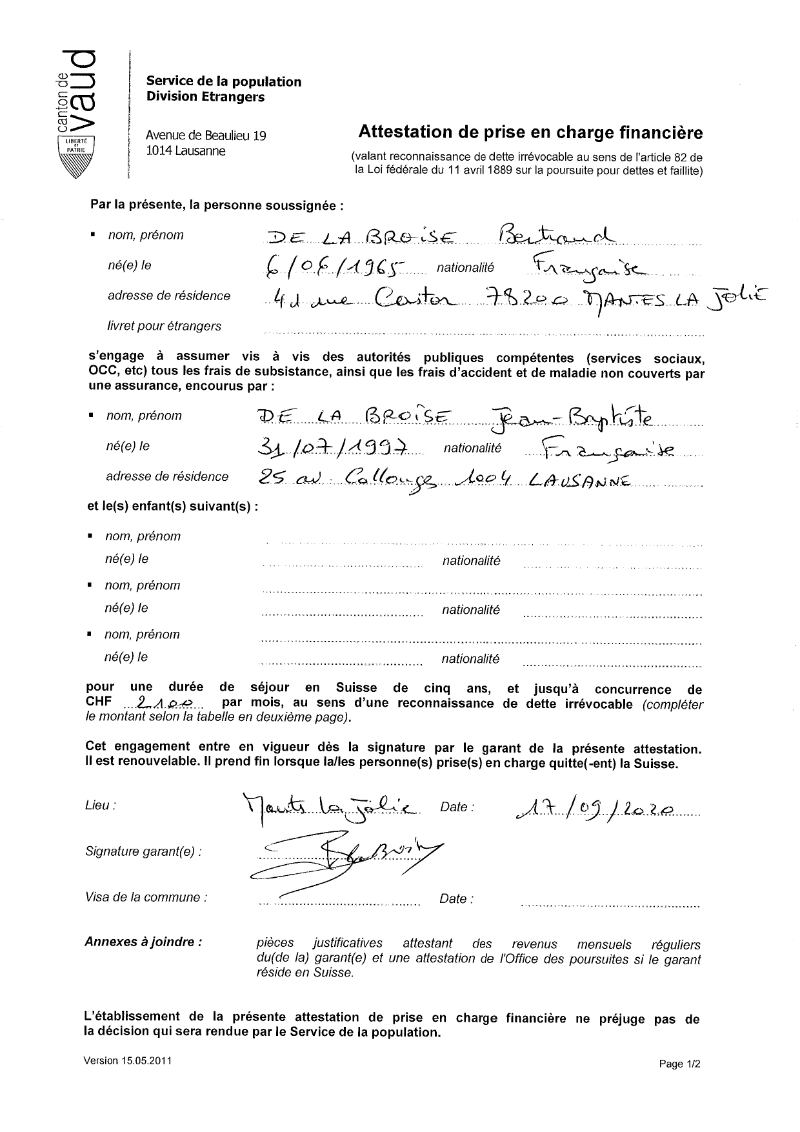 canton de
vaud
LIBERTÉ
ET
PATRIE
Service de la population
Division Etrangers
Avenue de Beaulieu 19
1014 Lausanne
Attestation de prise en charge financière
(valant reconnaissance de dette irrévocable au sens de l'article 82 de
la Loi fédérale du 11 avril 1889 sur la poursuite pour dettes et faillite)
Par la présente, la personne soussignée :
▪ nom, prénom DE LA BROISE Bertrand
né(e) le 6/06/1965 nationalité Française
adresse de résidence 4d rue Castor 78200 MANTES LA JOLIE
livret pour étrangers
s'engage à assumer vis à vis des autorités publiques compétentes (services sociaux,
OCC, etc) tous les frais de subsistance, ainsi que les frais d'accident et de maladie non couverts par
une assurance, encourus par :
▪ nom, prénom DE LA BROISE Jean-Baptiste
né(e) le 31/07/1997 nationalité Française
adresse de résidence 25 av. Collonges 1004 LAUSANNE
et le(s) enfant(s) suivant(s) :
▪ nom, prénom
né(e) le nationalité
▪ nom, prénom
né(e) le nationalité
▪ nom, prénom
né(e) le nationalité
pour une durée de séjour en Suisse de cinq ans, et jusqu'à concurrence de
CHF 2100 par mois, au sens d'une reconnaissance de dette irrévocable (compléter
le montant selon la tabelle en deuxième page).
Cet engagement entre en vigueur dès la signature par le garant de la présente attestation.
Il est renouvelable. Il prend fin lorsque la/les personne(s) prise(s) en charge quitte(-ent) la Suisse.
Lieu : Mantes la Jolie Date : 17/09/2020
Signature garant(e) :
Visa de la commune : Date :
Annexes à joindre : pièces justificatives attestant des revenus mensuels réguliers
du(de la) garant(e) et une attestation de l'Office des poursuites si le garant
réside en Suisse.
L'établissement de la présente attestation de prise en charge financière ne préjuge pas de
la décision qui sera rendue par le Service de la population.
Version 15.05.2011
Page 1/2